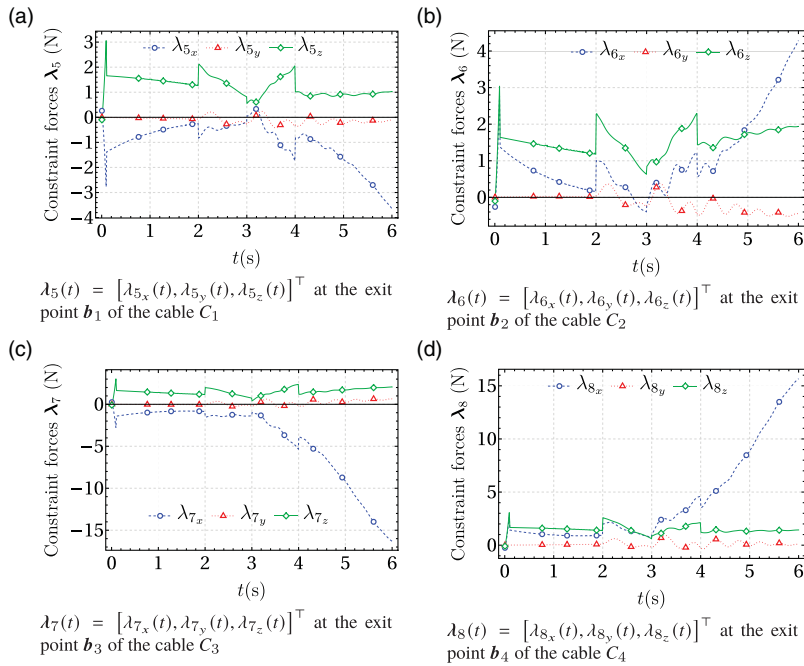 (a)
Constraint forces λ5 (N)
λ5x λ5y λ5z
3
2
1
0
−1
−2
−3
−4
0 1 2 3 4 5 6
t(s)
λ5(t) = [λ5x(t), λ5y(t), λ5z(t)]⊤ at the exit
point b1 of the cable C1
(b)
Constraint forces λ6 (N)
λ6x λ6y λ6z
4
2
0
0 1 2 3 4 5 6
t(s)
λ6(t) = [λ6x(t), λ6y(t), λ6z(t)]⊤ at the exit
point b2 of the cable C2
(c)
Constraint forces λ7 (N)
0
−5
−10
−15
λ7x λ7y λ7z
0 1 2 3 4 5 6
t(s)
λ7(t) = [λ7x(t), λ7y(t), λ7z(t)]⊤ at the exit
point b3 of the cable C3
(d)
Constraint forces λ8 (N)
λ8x λ8y λ8z
15
10
5
0
0 1 2 3 4 5 6
t(s)
λ8(t) = [λ8x(t), λ8y(t), λ8z(t)]⊤ at the exit
point b4 of the cable C4